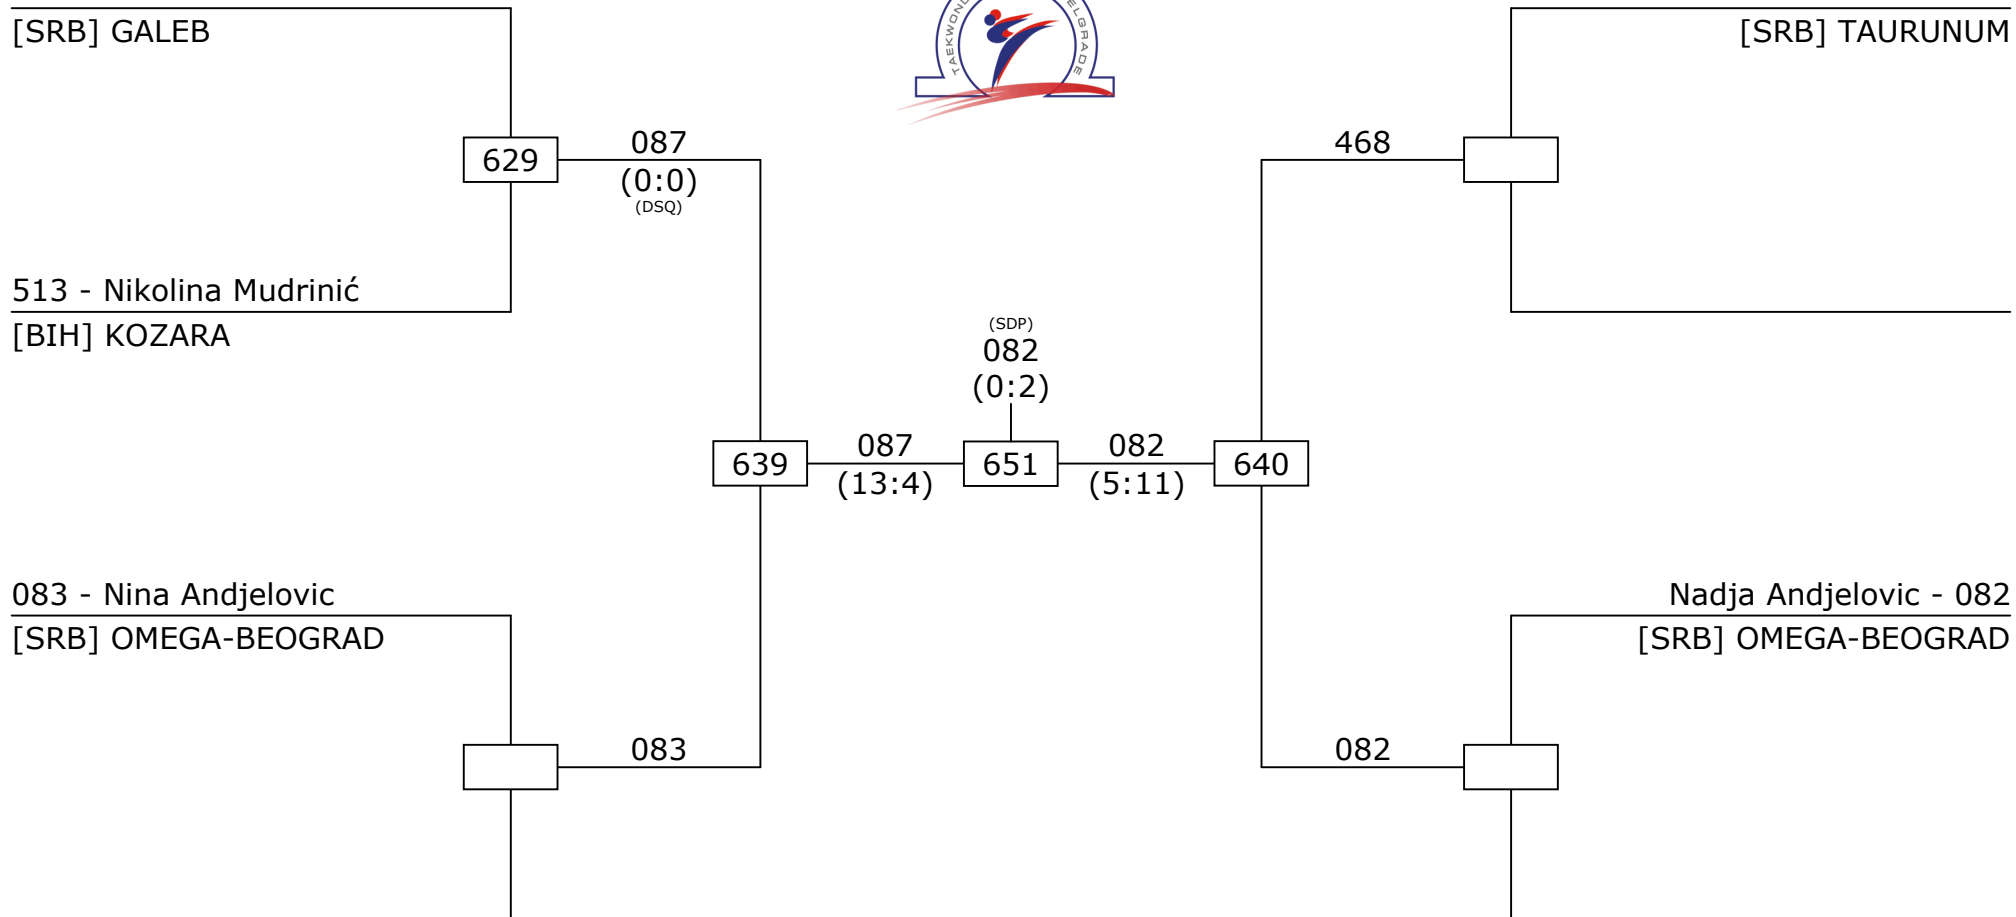 [SRB] GALEB
[SRB] TAURUNUM
629
087
(0:0)
(DSQ)
468
513 - Nikolina Mudrinić
[BIH] KOZARA
(SDP)
082
(0:2)
639
087
(13:4)
651
082
(5:11)
640
083 - Nina Andjelovic
[SRB] OMEGA-BEOGRAD
Nadja Andjelovic - 082
[SRB] OMEGA-BEOGRAD
083
082